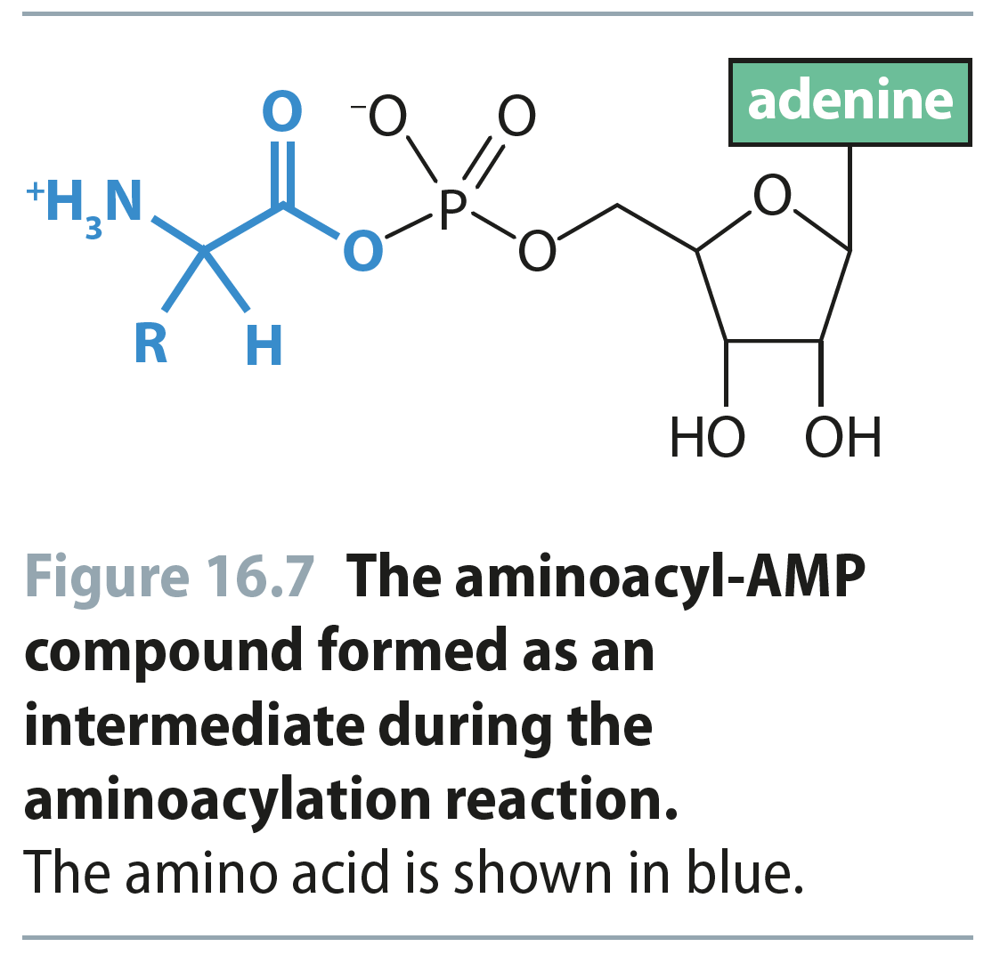 O
⁻O
O
adenine
⁺H₃N
P
O
O
O
R
H
HO
OH
Figure 16.7 The aminoacyl-AMP
compound formed as an
intermediate during the
aminoacylation reaction.
The amino acid is shown in blue.